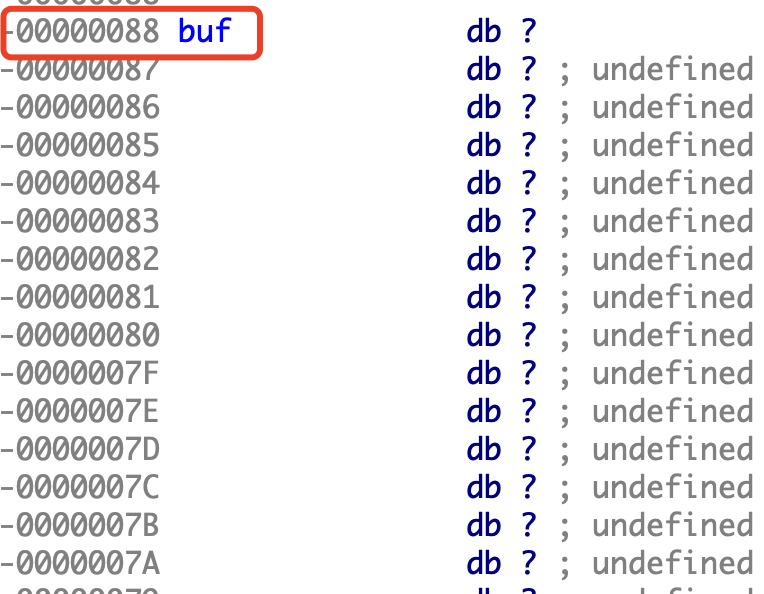 -00000088 buf db ?
-00000087 db ? ; undefined
-00000086 db ? ; undefined
-00000085 db ? ; undefined
-00000084 db ? ; undefined
-00000083 db ? ; undefined
-00000082 db ? ; undefined
-00000081 db ? ; undefined
-00000080 db ? ; undefined
-0000007F db ? ; undefined
-0000007E db ? ; undefined
-0000007D db ? ; undefined
-0000007C db ? ; undefined
-0000007B db ? ; undefined
-0000007A db ? ; undefined